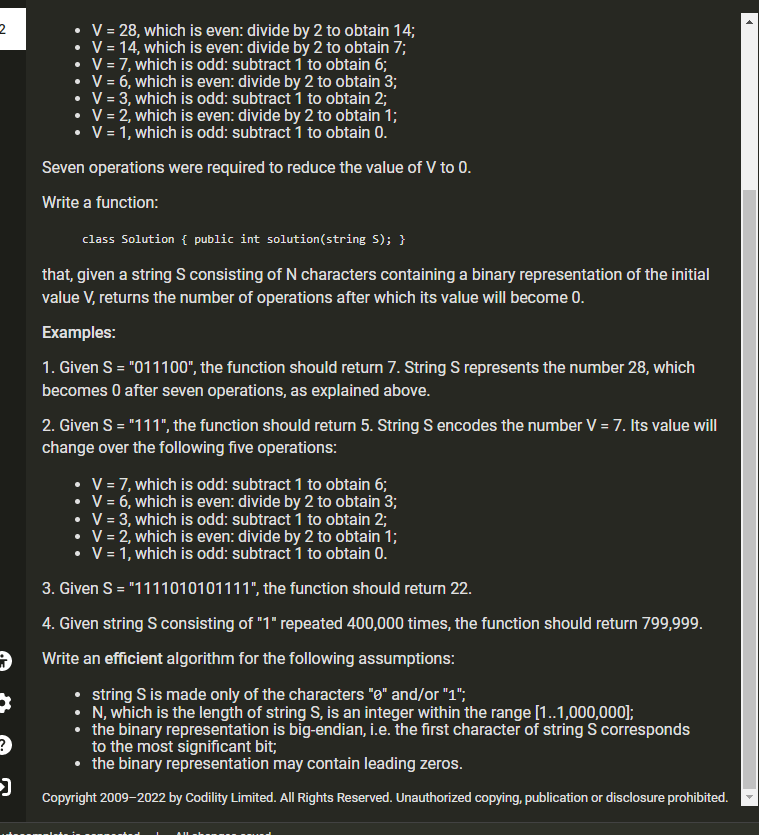 2
V = 28, which is even: divide by 2 to obtain 14;
V = 14, which is even: divide by 2 to obtain 7;
V = 7, which is odd: subtract 1 to obtain 6;
V = 6, which is even: divide by 2 to obtain 3;
V = 3, which is odd: subtract 1 to obtain 2;
V = 2, which is even: divide by 2 to obtain 1;
V = 1, which is odd: subtract 1 to obtain 0.
Seven operations were required to reduce the value of V to 0.
Write a function:
class Solution { public int solution(string S); }
that, given a string S consisting of N characters containing a binary representation of the initial
value V, returns the number of operations after which its value will become 0.
Examples:
1. Given S = "011100", the function should return 7. String S represents the number 28, which
becomes 0 after seven operations, as explained above.
2. Given S = "111", the function should return 5. String S encodes the number V = 7. Its value will
change over the following five operations:
V = 7, which is odd: subtract 1 to obtain 6;
V = 6, which is even: divide by 2 to obtain 3;
V = 3, which is odd: subtract 1 to obtain 2;
V = 2, which is even: divide by 2 to obtain 1;
V = 1, which is odd: subtract 1 to obtain 0.
3. Given S = "1111010101111", the function should return 22.
4. Given string S consisting of "1" repeated 400,000 times, the function should return 799,999.
Write an efficient algorithm for the following assumptions:
string S is made only of the characters "0" and/or "1";
N, which is the length of string S, is an integer within the range [1..1,000,000];
the binary representation is big-endian, i.e. the first character of string S corresponds
to the most significant bit;
the binary representation may contain leading zeros.
Copyright 2009–2022 by Codility Limited. All Rights Reserved. Unauthorized copying, publication or disclosure prohibited.